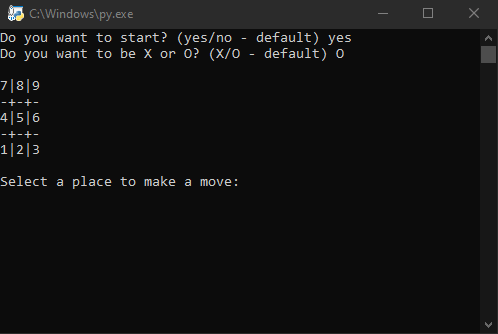 C:\Windows\py.exe
Do you want to start? (yes/no - default) yes
Do you want to be X or O? (X/O - default) O
7|8|9
-+-+-
4|5|6
-+-+-
1|2|3
Select a place to make a move: